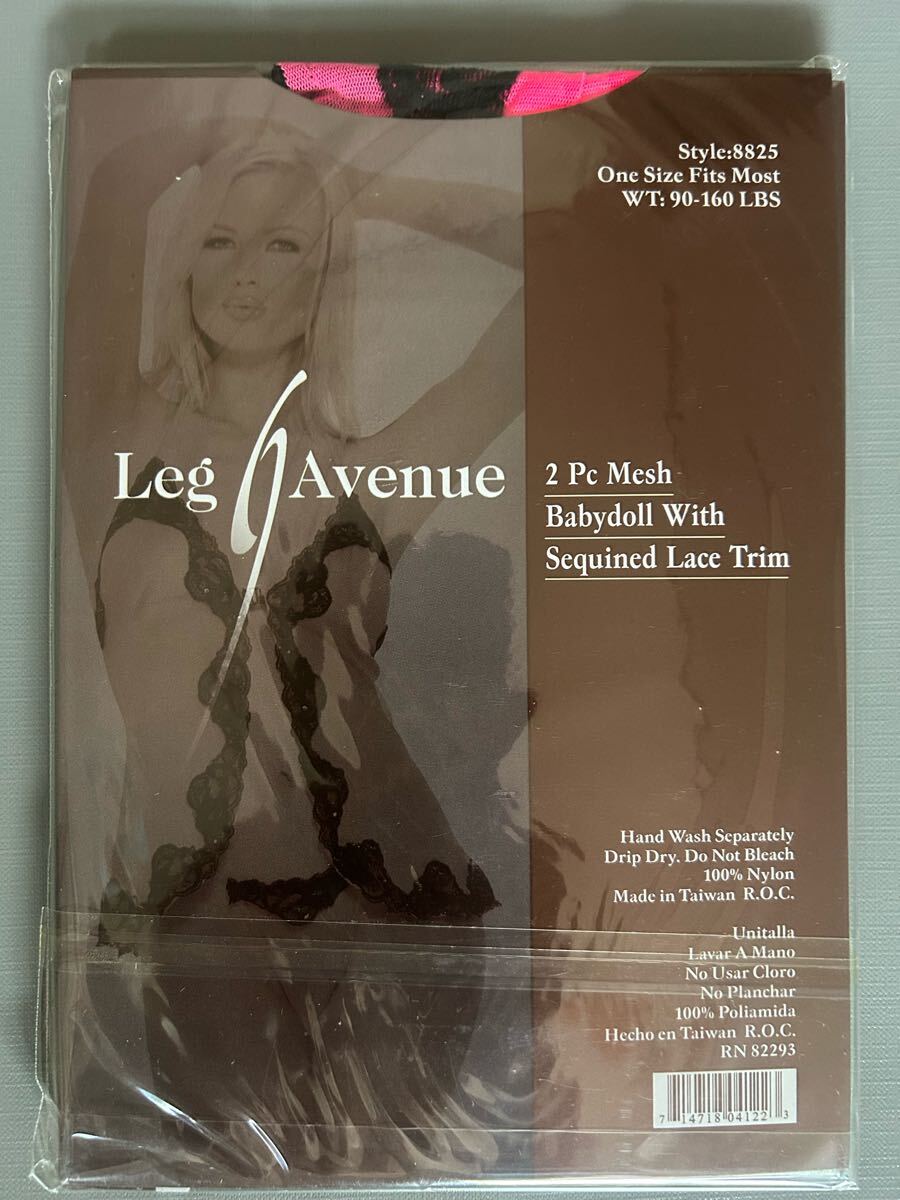 Style:8825
One Size Fits Most
WT: 90-160 LBS
Leg Avenue
2 Pc Mesh
Babydoll With
Sequined Lace Trim
Hand Wash Separately
Drip Dry. Do Not Bleach
100% Nylon
Made in Taiwan R.O.C.
Unitalla
Lavar A Mano
No Usar Cloro
No Planchar
100% Poliamida
Hecho en Taiwan R.O.C.
RN 82293
7 14718 04122 3